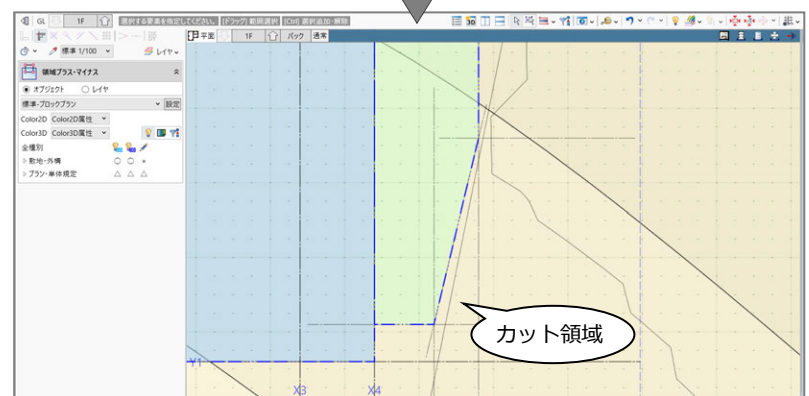 GL 1F 選択する要素を指定してください。 [ドラッグ] 範囲選択 [Ctrl] 選択追加・解除 3D
標準 1/100 レイヤ
平面 1F バック 通常
領域プラス・マイナス
オブジェクト レイヤ
標準-ブロックプラン 設定
Color2D Color2D属性
Color3D Color3D属性
全種別
敷地-外構
プラン・単体規定
カット領域
Y1
X3 X4